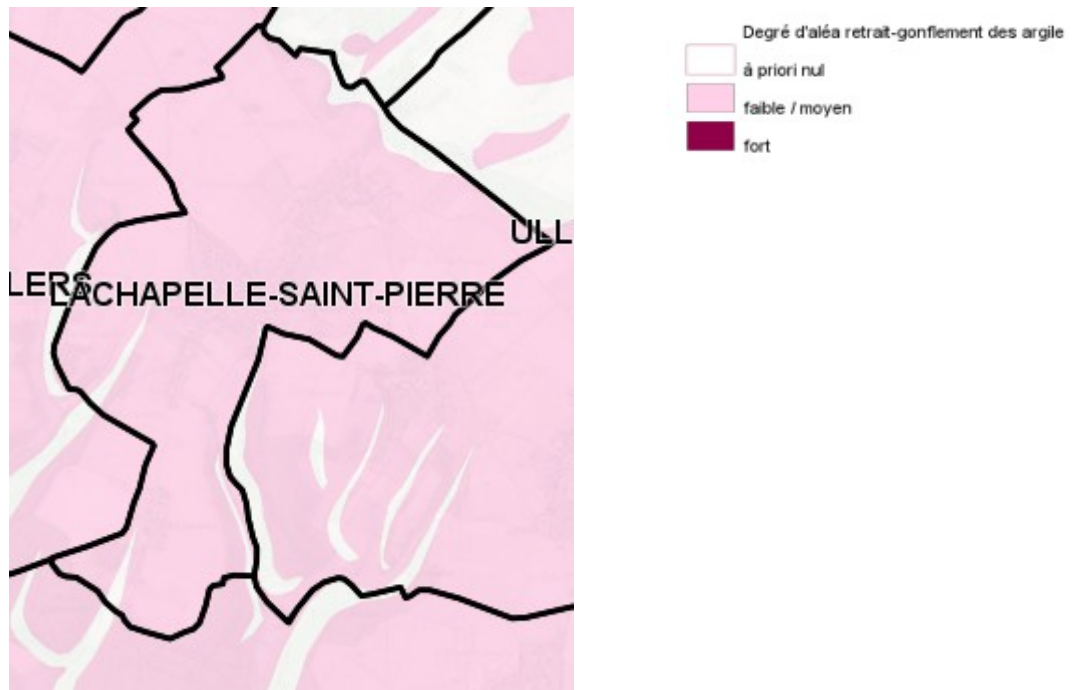 Degré d'aléa retrait-gonflement des argile
à priori nul
faible / moyen
fort
ULL
LERS
LACHAPELLE-SAINT-PIERRE